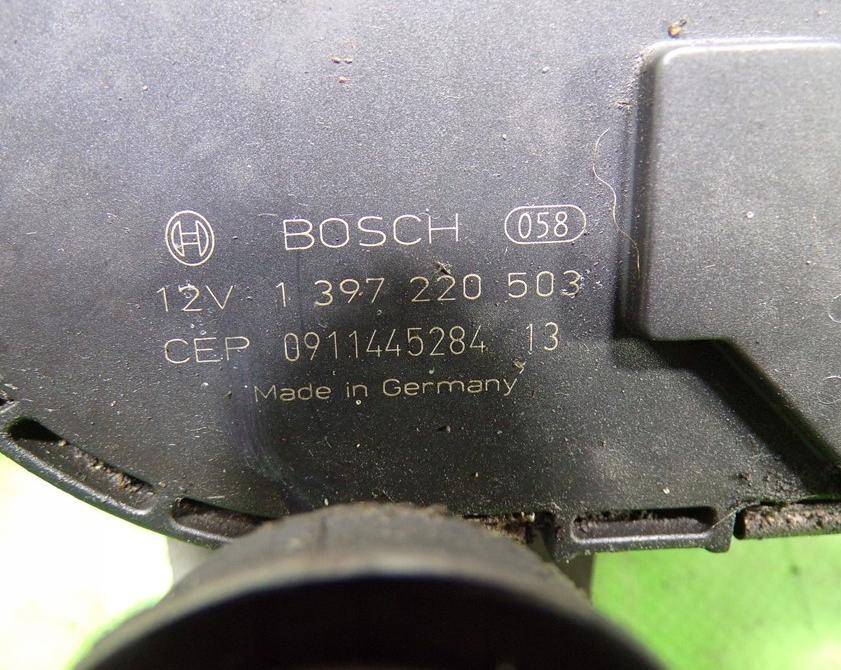 BOSCH 058
12V 1 397 220 503
CEP 0911445284 13
Made in Germany